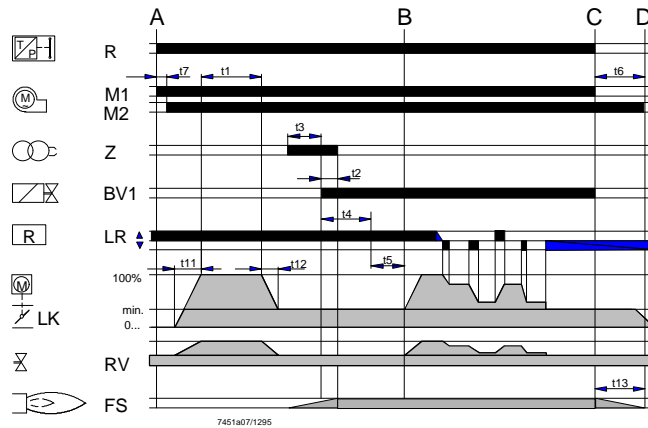 A B C D
T P R
t7 t1 t6
M ~ M1
M2
t3
Z
t2
BV1
t4
R LR
t11 t12 t5
100%
M
min.
LK
0...
RV
t13
FS
7451a07/1295